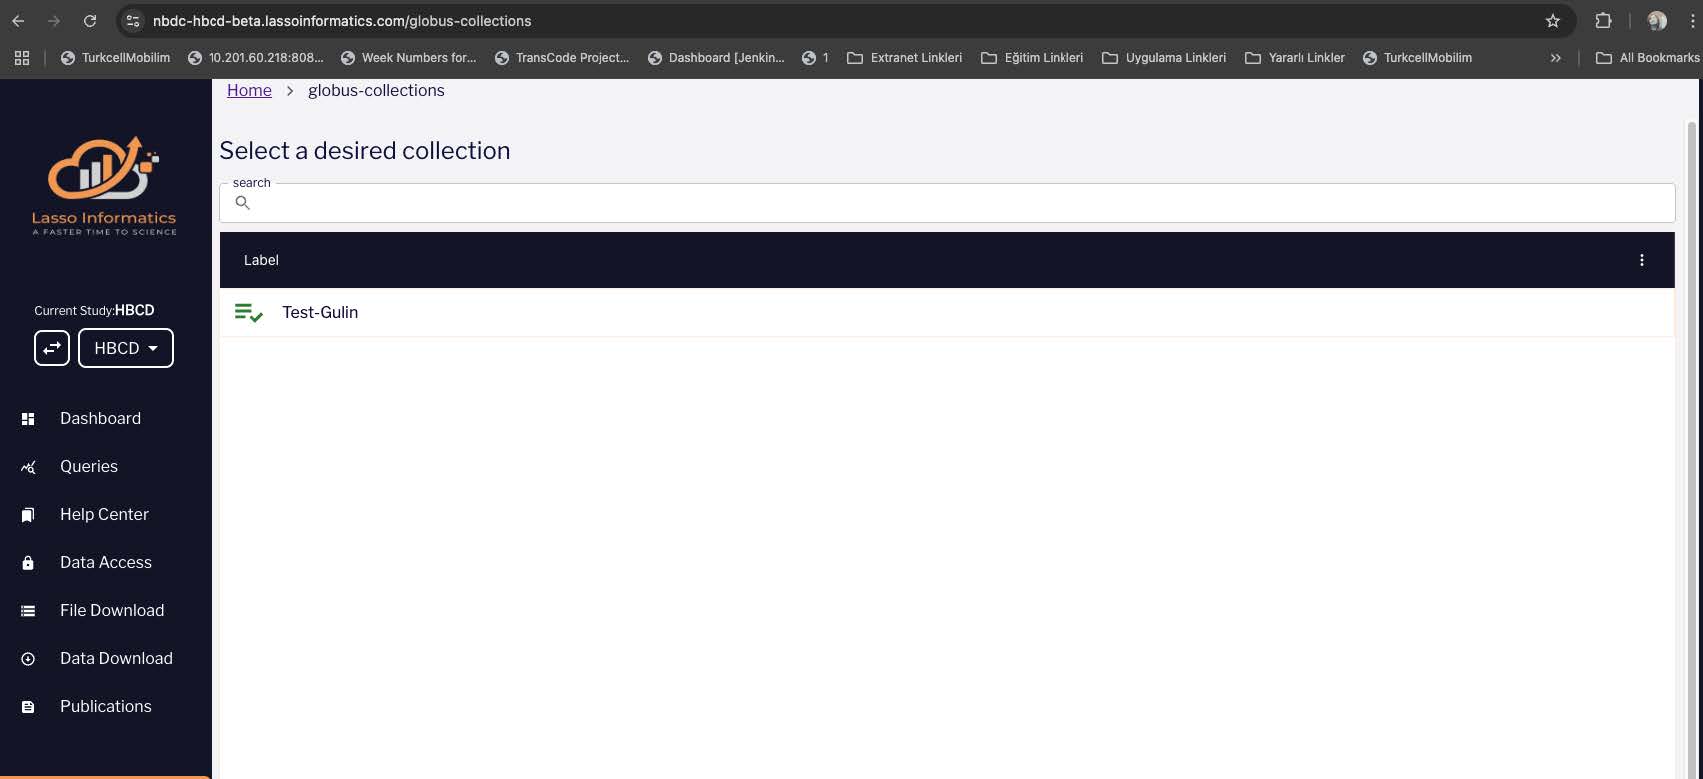 nbdc-hbcd-beta.lassoinformatics.com/globus-collections
TurkcellMobilim 10.201.60.218:808... Week Numbers for... TransCode Project... Dashboard [Jenkin... 1 Extranet Linkleri Eğitim Linkleri Uygulama Linkleri Yararlı Linkler TurkcellMobilim » All Bookmarks
Home > globus-collections
Lasso Informatics
A FASTER TIME TO SCIENCE
Current Study:HBCD
HBCD
Dashboard
Queries
Help Center
Data Access
File Download
Data Download
Publications
Select a desired collection
search
Label
Test-Gulin